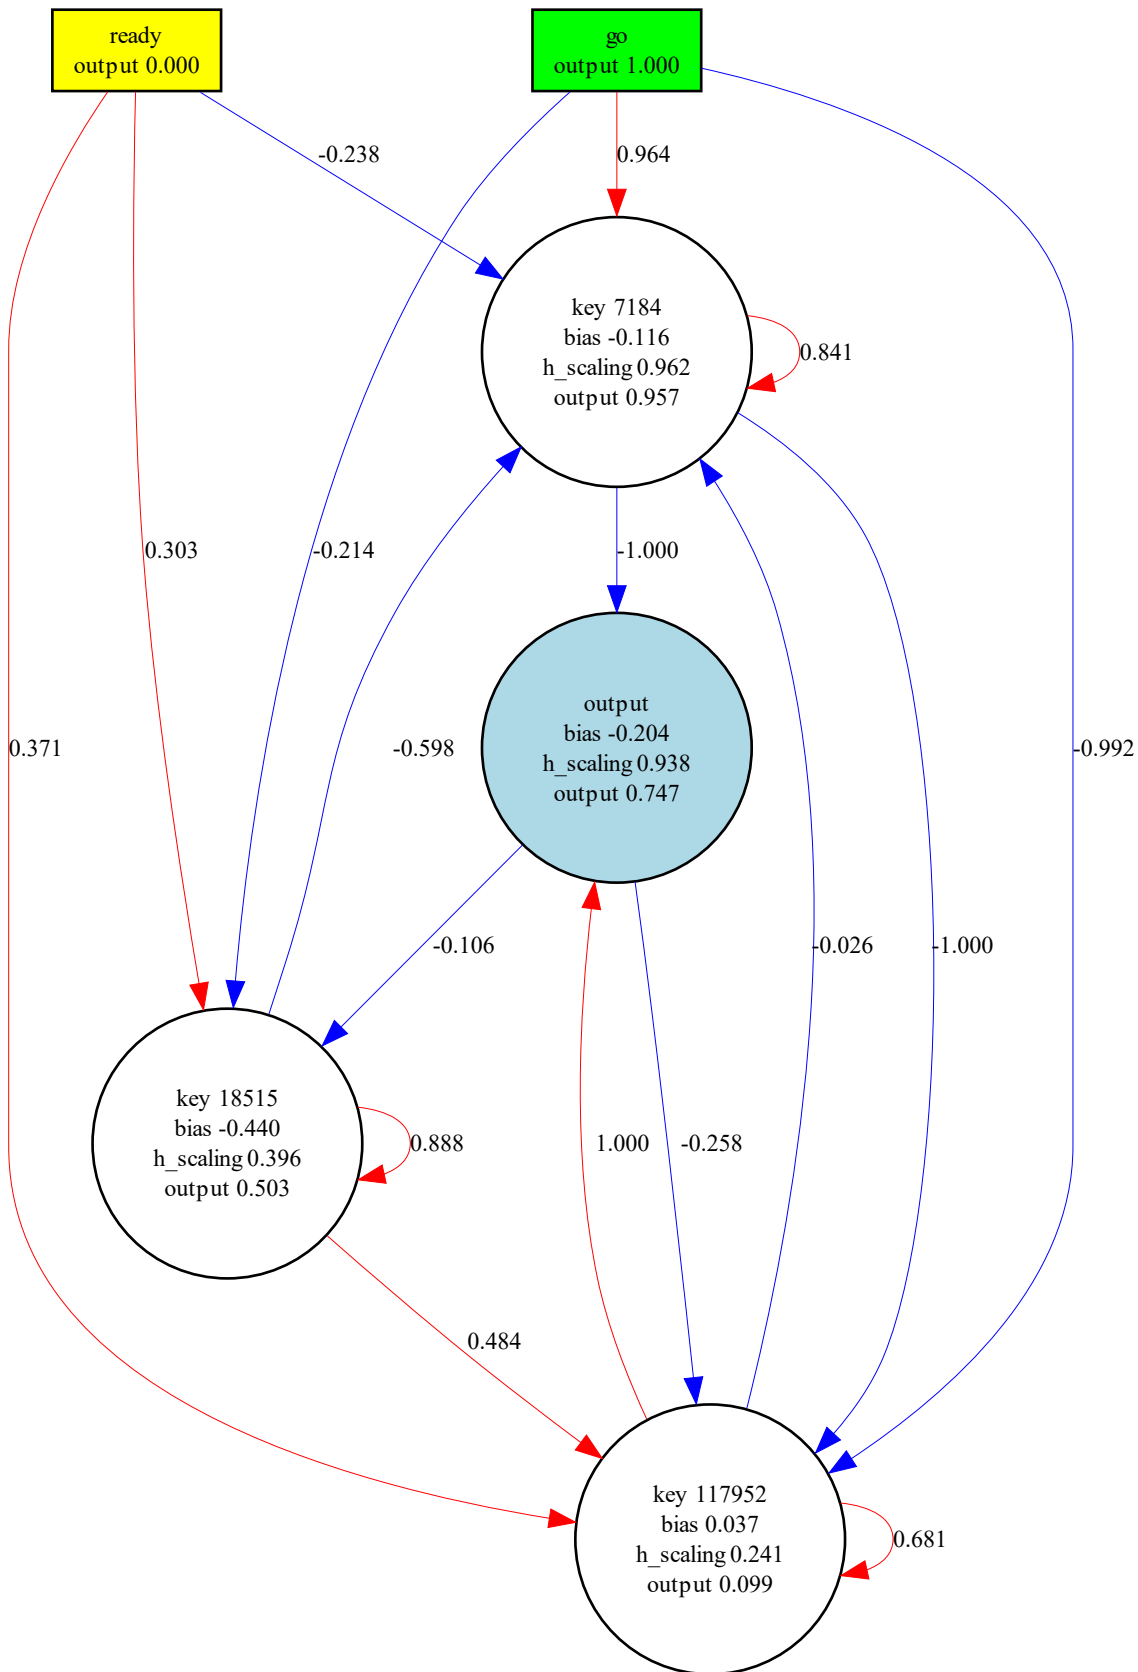 ready
output 0.000
go
output 1.000
-0.238
0.964
key 7184
bias -0.116
h_scaling 0.962
output 0.957
0.841
0.303
-0.214
-1.000
output
bias -0.204
h_scaling 0.938
output 0.747
0.371
-0.598
-0.992
-0.106
-0.026
-1.000
key 18515
bias -0.440
h_scaling 0.396
output 0.503
0.888
1.000
-0.258
0.484
key 117952
bias 0.037
h_scaling 0.241
output 0.099
0.681